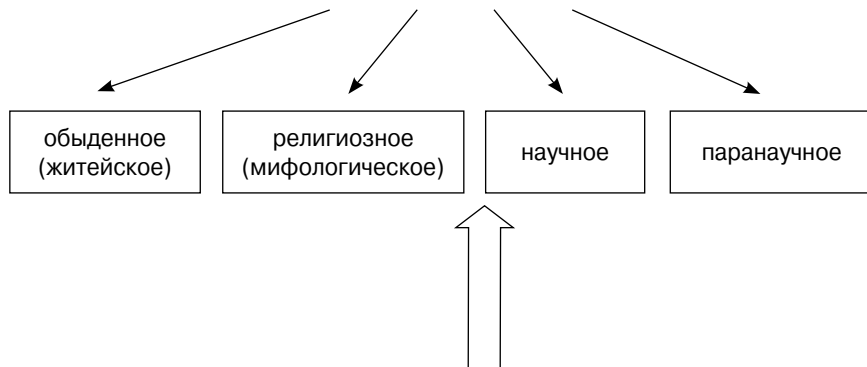 обыденное
(житейское)
религиозное
(мифологическое)
научное
паранаучное